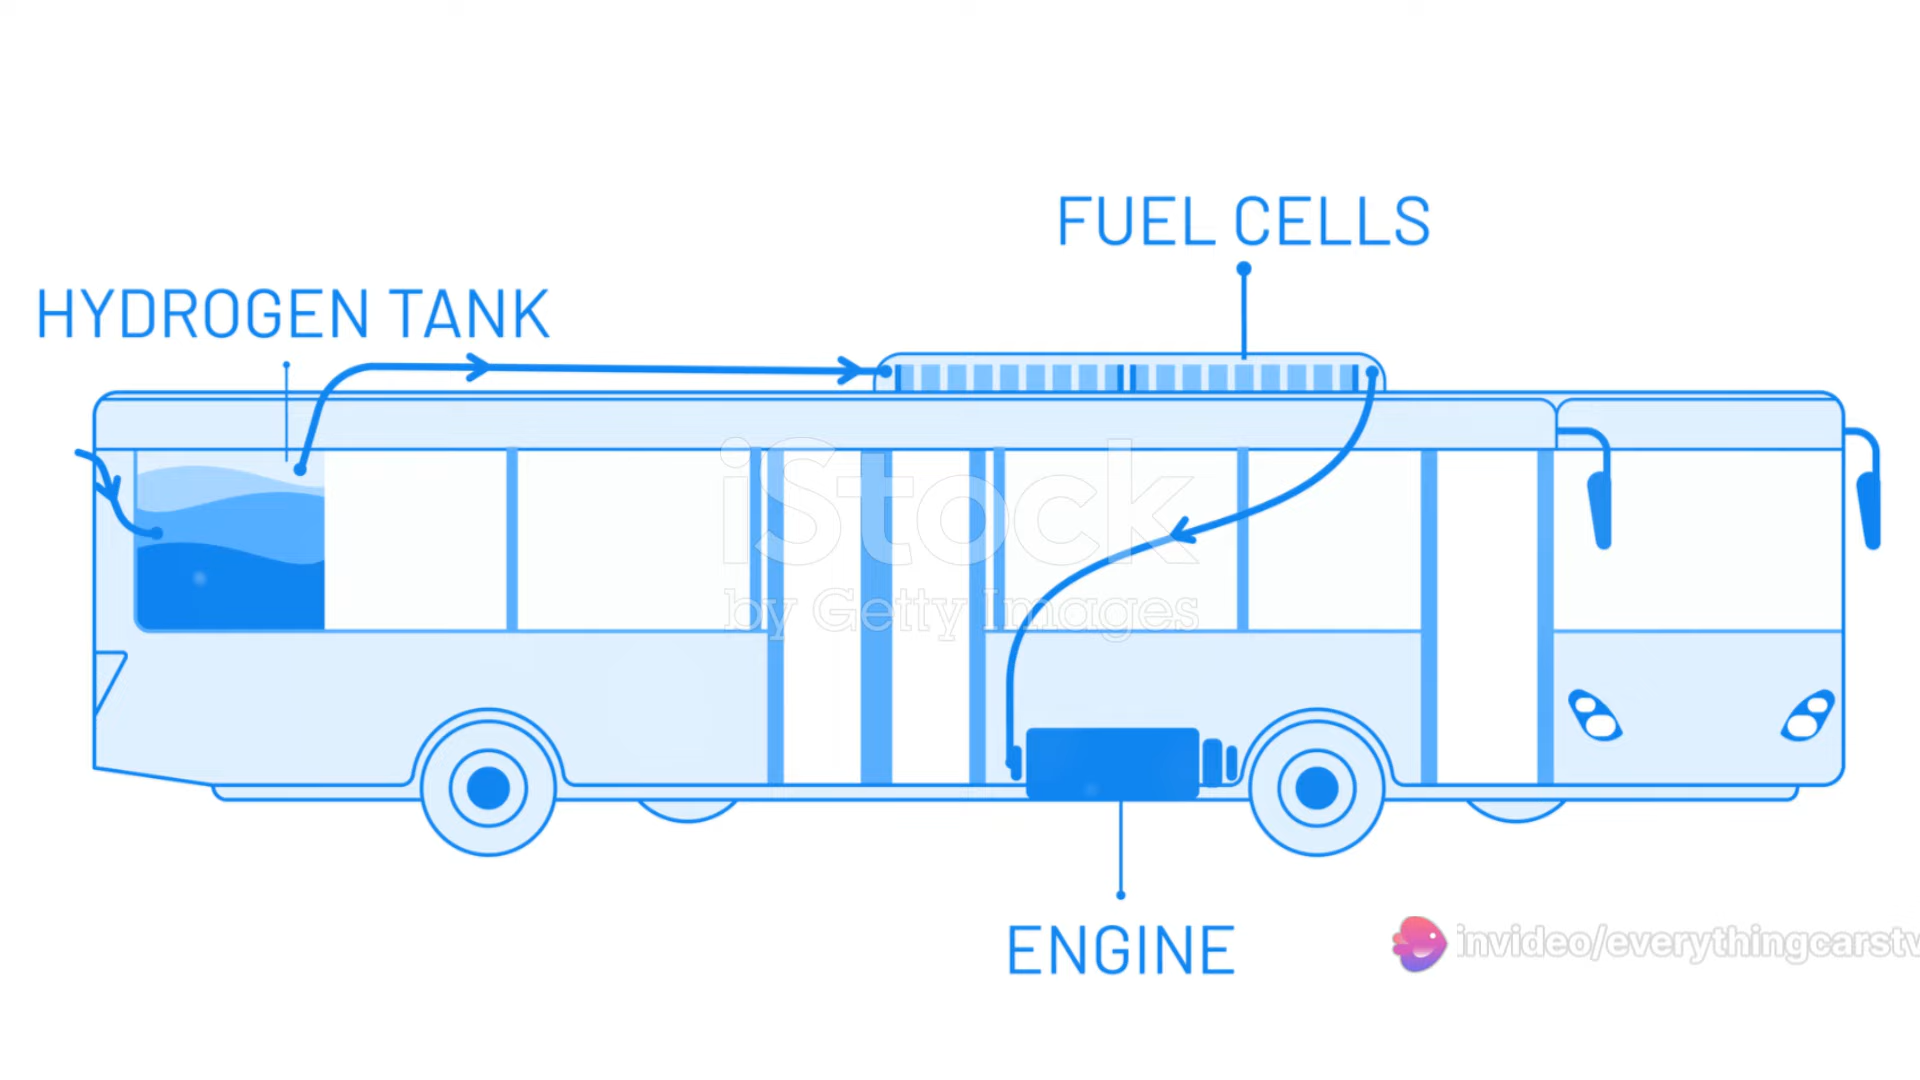 FUEL CELLS
HYDROGEN TANK
iStock
by Getty Images
ENGINE
invideo/everythingcarstv